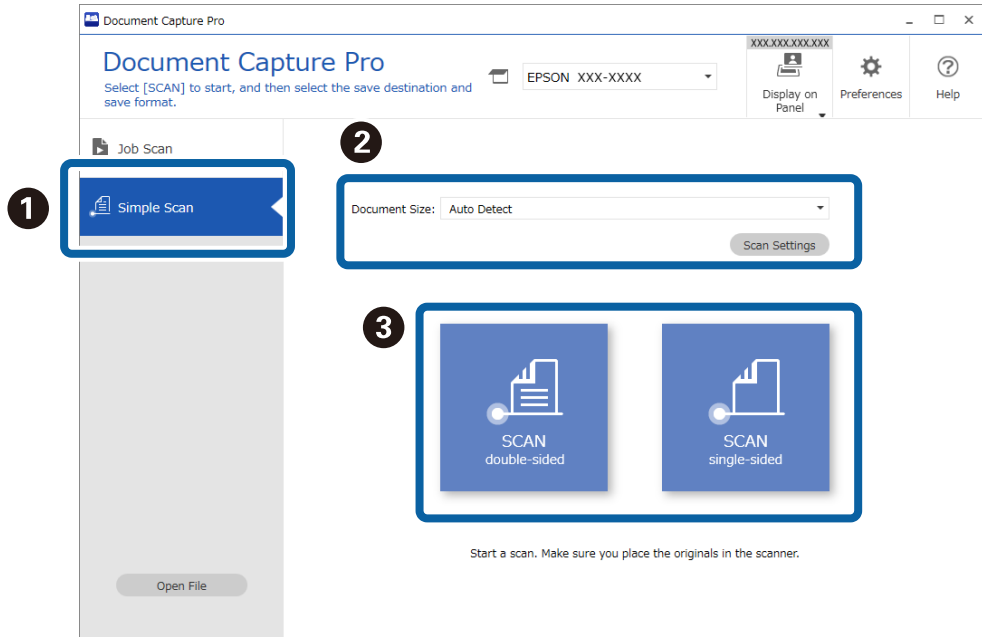 Document Capture Pro
Document Capture Pro
Select [SCAN] to start, and then select the save destination and
save format.
EPSON XXX-XXXX
XXX.XXX.XXX.XXX
Display on
Panel
Preferences
Help
Job Scan
1
Simple Scan
2
Document Size:
Auto Detect
Scan Settings
3
SCAN
double-sided
SCAN
single-sided
Start a scan. Make sure you place the originals in the scanner.
Open File